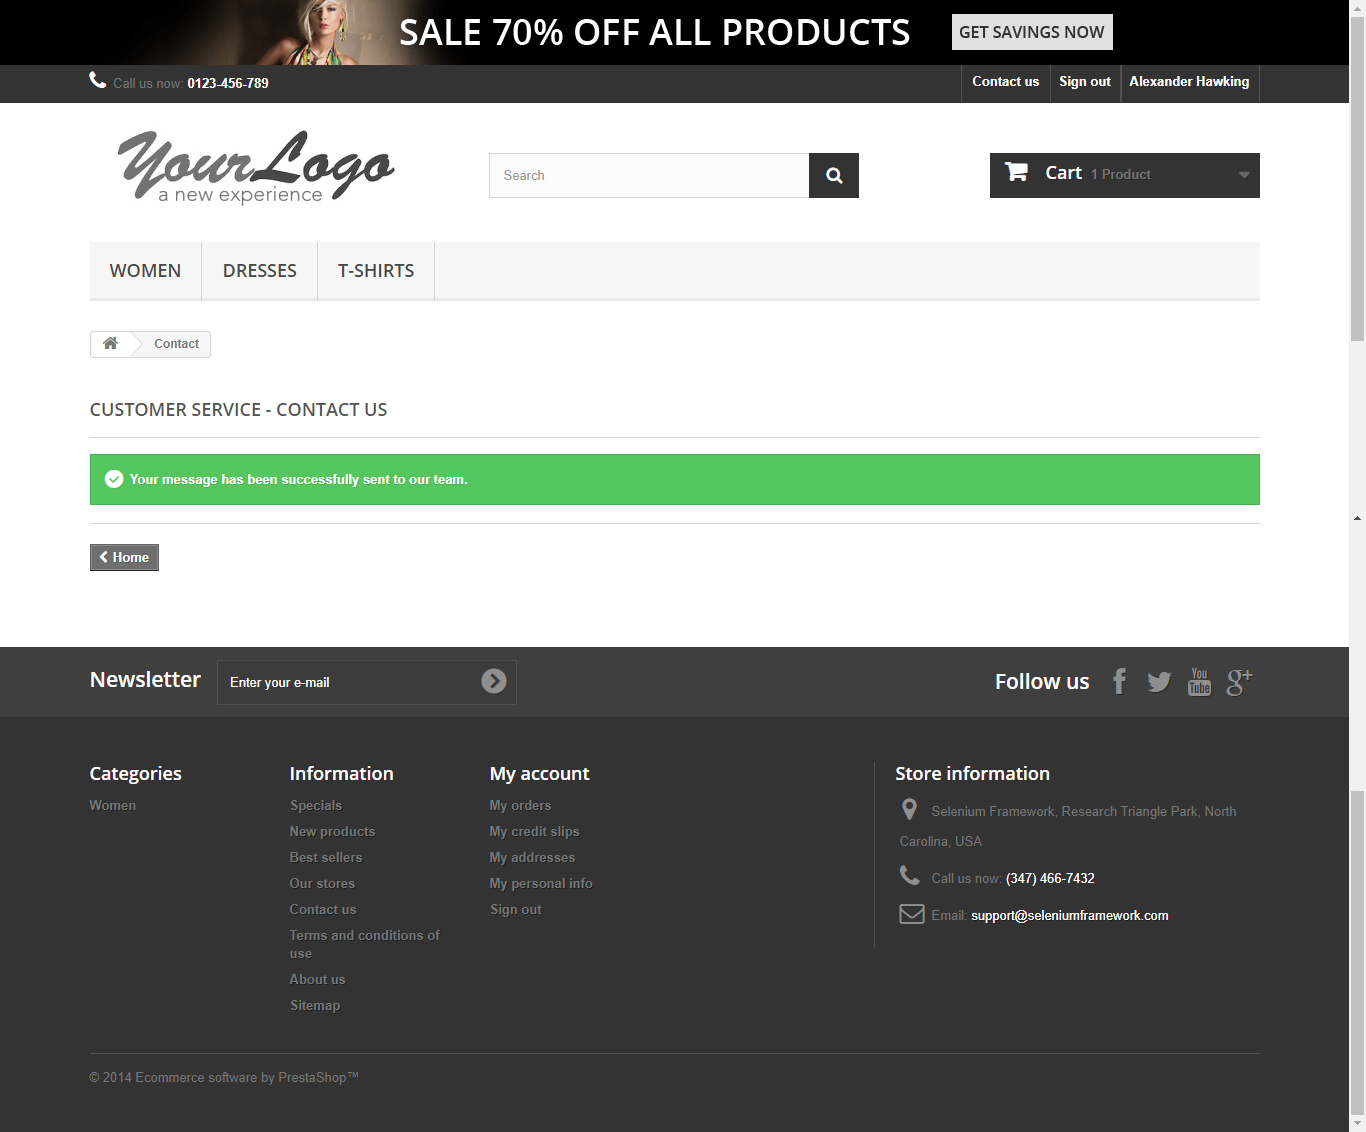 SALE 70% OFF ALL PRODUCTS GET SAVINGS NOW
Call us now: 0123-456-789 Contact us Sign out Alexander Hawking
YourLogo
a new experience
Search
Cart 1 Product
WOMEN DRESSES T-SHIRTS
Contact
CUSTOMER SERVICE - CONTACT US
Your message has been successfully sent to our team.
Home
Newsletter Enter your e-mail Follow us f You Tube g+
Categories
Women
Information
Specials
New products
Best sellers
Our stores
Contact us
Terms and conditions of
use
About us
Sitemap
My account
My orders
My credit slips
My addresses
My personal info
Sign out
Store information
Selenium Framework, Research Triangle Park, North
Carolina, USA
Call us now: (347) 466-7432
Email: support@seleniumframework.com
© 2014 Ecommerce software by PrestaShop™